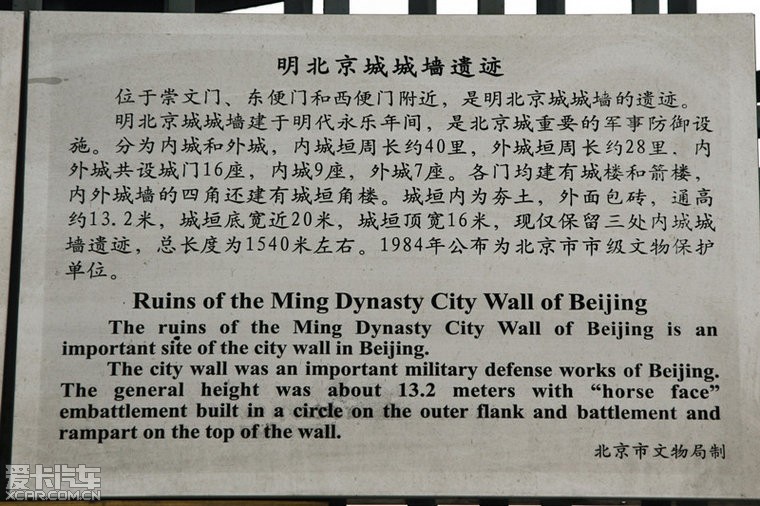 明北京城城墙遗迹
位于崇文门、东便门和西便门附近，是明北京城城墙的遗迹。
明北京城城墙建于明代永乐年间，是北京城重要的军事防御设
施。分为内城和外城，内城垣周长约40里，外城垣周长约28里．内
外城共设城门16座，内城9座，外城7座。各门均建有城楼和箭楼，
内外城墙的四角还建有城垣角楼。城垣内为夯土，外面包砖，通高
约13.2米，城垣底宽近20米，城垣顶宽16米，现仅保留三处内城城
墙遗迹，总长度为1540米左右。1984年公布为北京市市级文物保护
单位。
Ruins of the Ming Dynasty City Wall of Beijing
The ruins of the Ming Dynasty City Wall of Beijing is an
important site of the city wall in Beijing.
The city wall was an important military defense works of Beijing.
The general height was about 13.2 meters with “horse face”
embattlement built in a circle on the outer flank and battlement and
rampart on the top of the wall.
北京市文物局制
爱卡汽车
XCAR.COM.CN